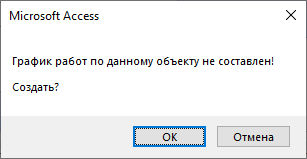 Microsoft Access
График работ по данному объекту не составлен!
Создать?
OK
Отмена